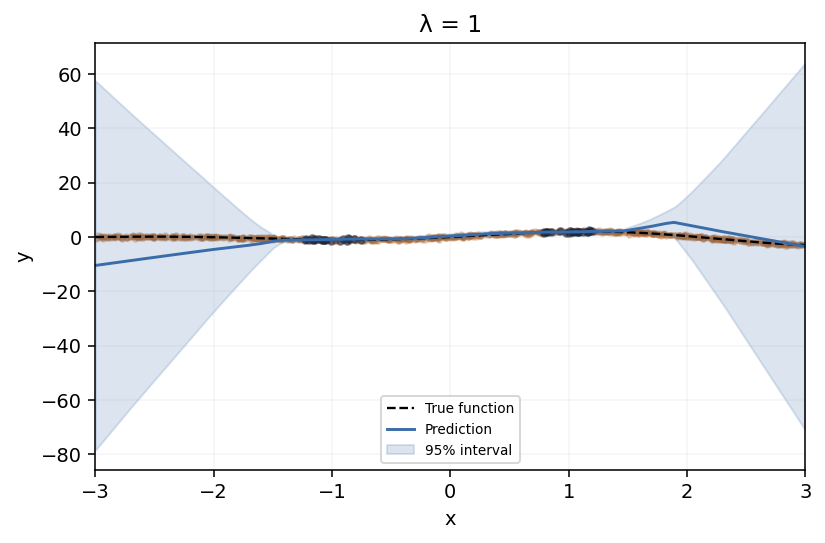 λ = 1
60
40
20
0
−20
−40
−60
−80
y
True function
Prediction
95% interval
−3 −2 −1 0 1 2 3
x